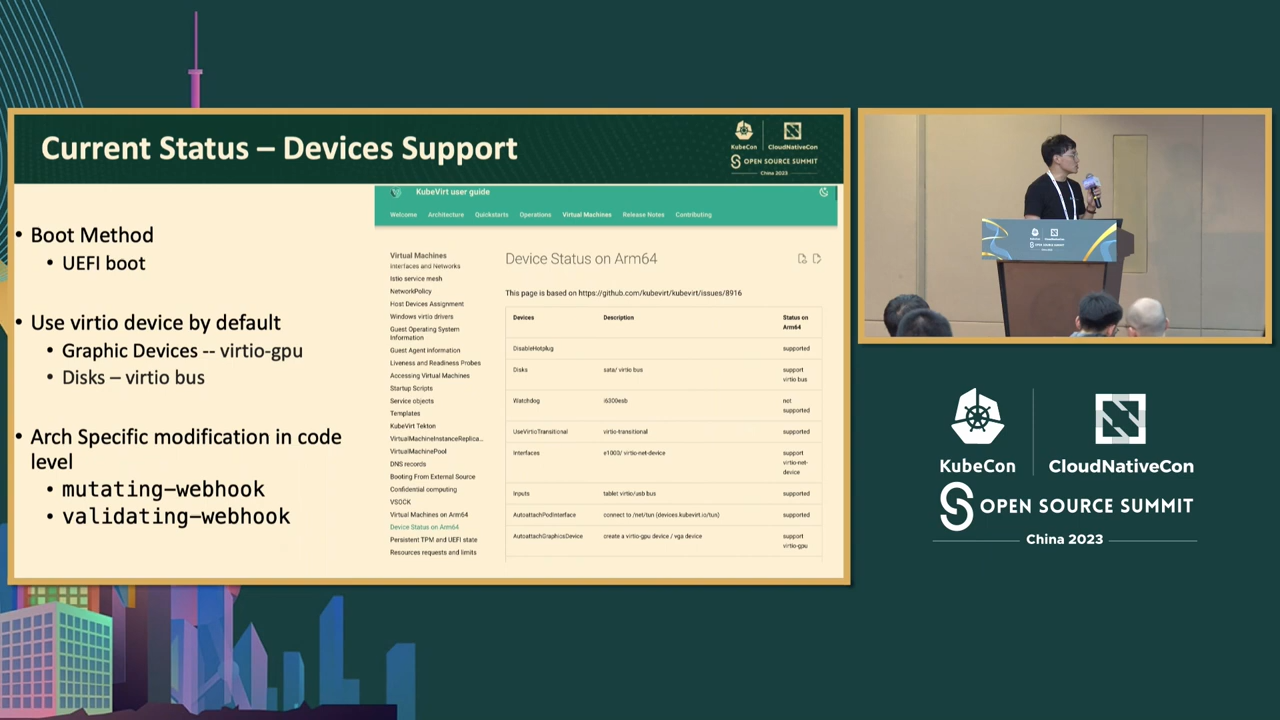 Current Status – Devices Support
KubeCon
CloudNativeCon
OPEN SOURCE SUMMIT
China 2023
• Boot Method
• UEFI boot
• Use virtio device by default
• Graphic Devices -- virtio-gpu
• Disks – virtio bus
• Arch Specific modification in code
level
• mutating-webhook
• validating-webhook
KubeVirt user guide
Welcome Architecture Quickstarts Operations Virtual Machines Release Notes Contributing
Virtual Machines
Interfaces and Networks
Istio service mesh
NetworkPolicy
Host Devices Assignment
Windows virtio drivers
Guest Operating System
Information
Guest Agent information
Liveness and Readiness Probes
Accessing Virtual Machines
Startup Scripts
Service objects
Templates
KubeVirt Tekton
VirtualMachineInstanceReplica...
VirtualMachinePool
DNS records
Booting From External Source
Confidential computing
VSOCK
Virtual Machines on Arm64
Device Status on Arm64
Persistent TPM and UEFI state
Resources requests and limits
Device Status on Arm64
This page is based on https://github.com/kubevirt/kubevirt/issues/8916
Devices Description Status on
Arm64
DisableHotplug supported
Disks sata/ virtio bus support
virtio bus
Watchdog i6300esb not
supported
UseVirtioTransitional virtio-transitional supported
Interfaces e1000/ virtio-net-device support
virtio-net-
device
Inputs tablet virtio/usb bus supported
AutoattachPodInterface connect to /net/tun (devices.kubevirt.io/tun) supported
AutoattachGraphicsDevice create a virtio-gpu device / vga device support
virtio-gpu
KubeCon
CloudNativeCon
OPEN SOURCE SUMMIT
China 2023